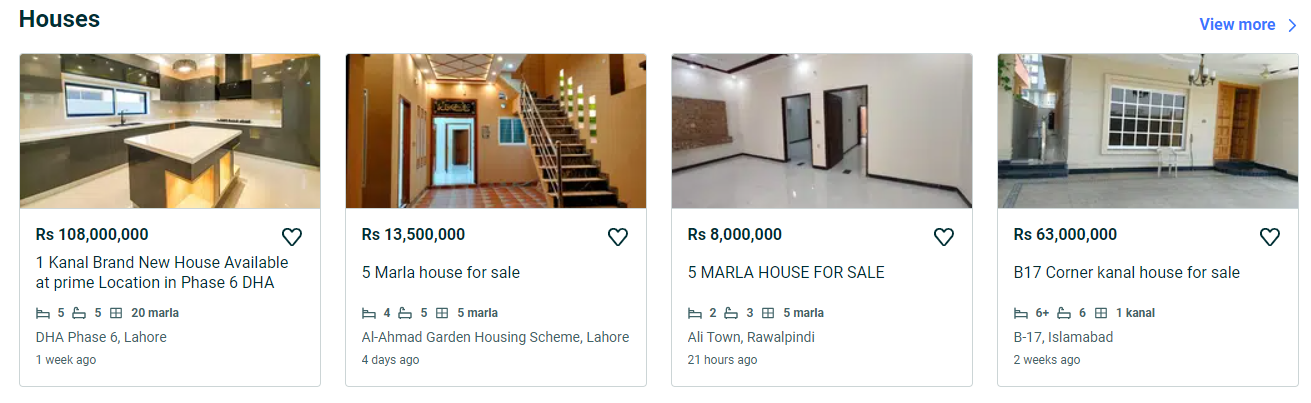 Houses
View more
Rs 108,000,000
1 Kanal Brand New House Available
at prime Location in Phase 6 DHA
5 5 20 marla
DHA Phase 6, Lahore
1 week ago
Rs 13,500,000
5 Marla house for sale
4 5 5 marla
Al-Ahmad Garden Housing Scheme, Lahore
4 days ago
Rs 8,000,000
5 MARLA HOUSE FOR SALE
2 3 5 marla
Ali Town, Rawalpindi
21 hours ago
Rs 63,000,000
B17 Corner kanal house for sale
6+ 6 1 kanal
B-17, Islamabad
2 weeks ago